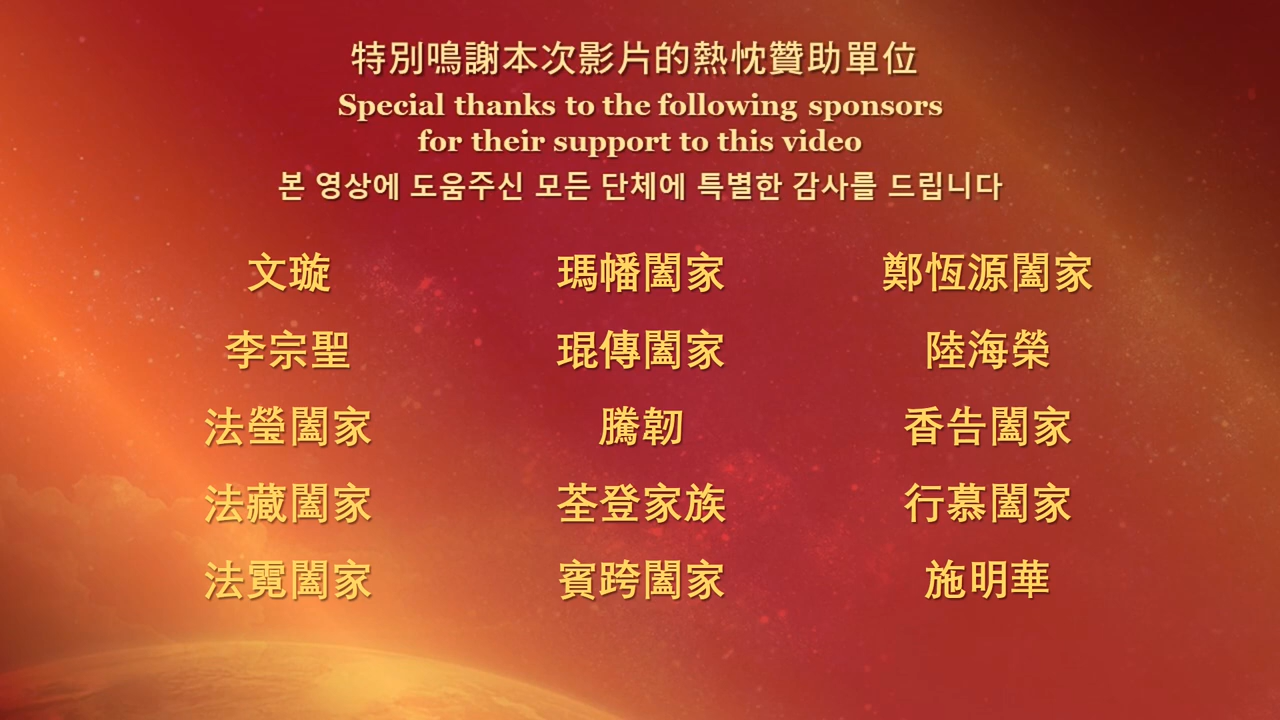 特別鳴謝本次影片的熱忱贊助單位
Special thanks to the following sponsors
for their support to this video
본 영상에 도움주신 모든 단체에 특별한 감사를 드립니다
文璇 瑪幡闔家 鄭恆源闔家
李宗聖 琨傳闔家 陸海榮
法瑩闔家 騰韌 香告闔家
法藏闔家 荃登家族 行慕闔家
法霓闔家 賓跨闔家 施明華